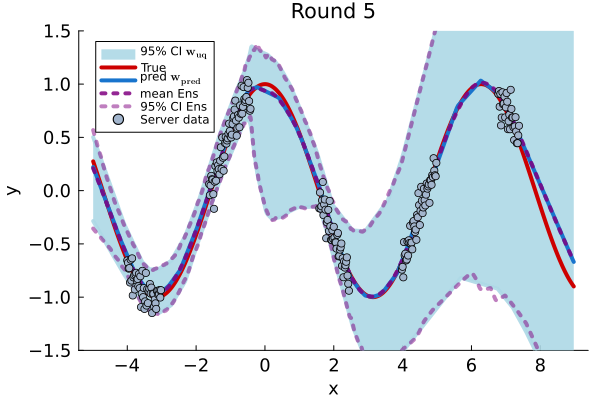 Round 5
95% CI w_uq
True
pred w_pred
mean Ens
95% CI Ens
Server data
y
1.5
1.0
0.5
0.0
−0.5
−1.0
−1.5
−4 −2 0 2 4 6 8
x